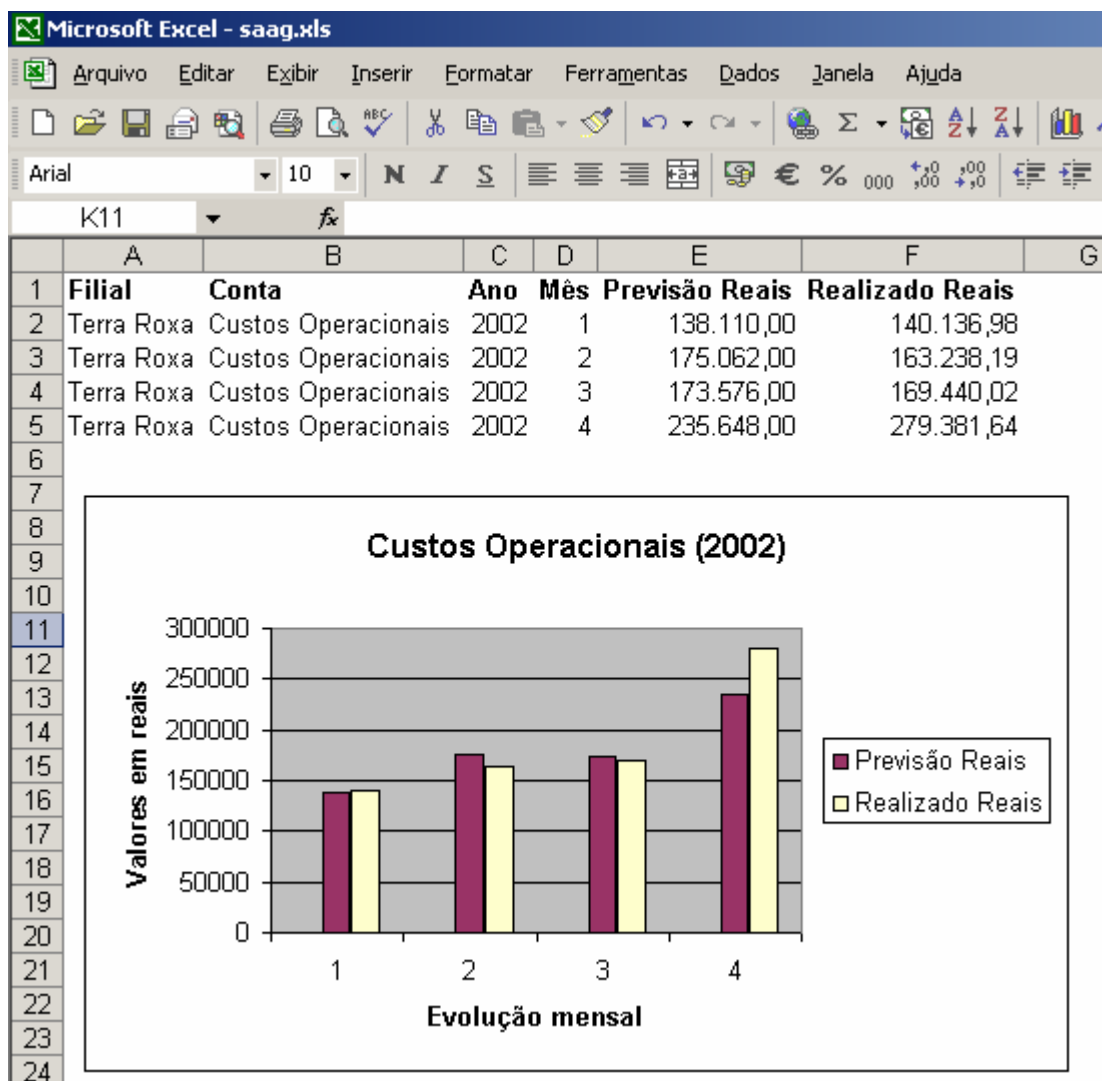 Microsoft Excel - saag.xls
Arquivo Editar Exibir Inserir Formatar Ferramentas Dados Janela Ajuda
ABC Σ € A Z Z A
Arial 10 N I S a € % 000 ,0 ,00 ,00 ,0
K11 fx
A B C D E F G
1 Filial Conta Ano Mês Previsão Reais Realizado Reais
2 Terra Roxa Custos Operacionais 2002 1 138.110,00 140.136,98
3 Terra Roxa Custos Operacionais 2002 2 175.062,00 163.238,19
4 Terra Roxa Custos Operacionais 2002 3 173.576,00 169.440,02
5 Terra Roxa Custos Operacionais 2002 4 235.648,00 279.381,64
6
7
8
9
10
11
12
13
14
15
16
17
18
19
20
21
22
23
24
Custos Operacionais (2002)
Valores em reais
300000
250000
200000
150000
100000
50000
0
1 2 3 4
Evolução mensal
Previsão Reais
Realizado Reais